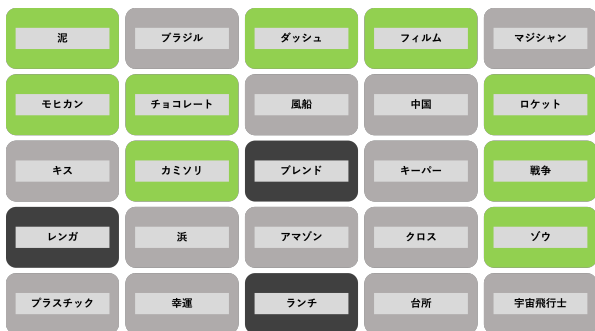 泥 ブラジル ダッシュ フィルム マジシャン
モヒカン チョコレート 風船 中国 ロケット
キス カミソリ ブレンド キーパー 戦争
レンガ 浜 アマゾン クロス ゾウ
プラスチック 幸運 ランチ 台所 宇宙飛行士